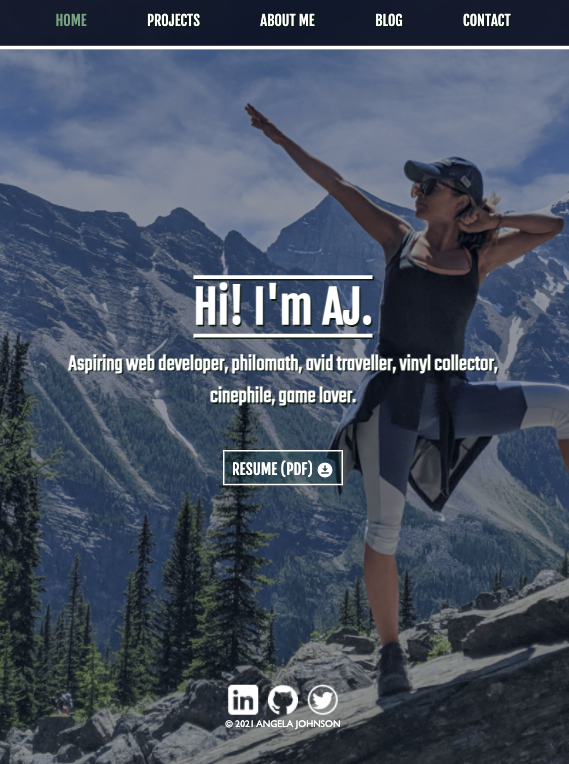 HOME PROJECTS ABOUT ME BLOG CONTACT
Hi! I'm AJ.
Aspiring web developer, philomath, avid traveller, vinyl collector,
cinephile, game lover.
RESUME (PDF)
in
© 2021 ANGELA JOHNSON